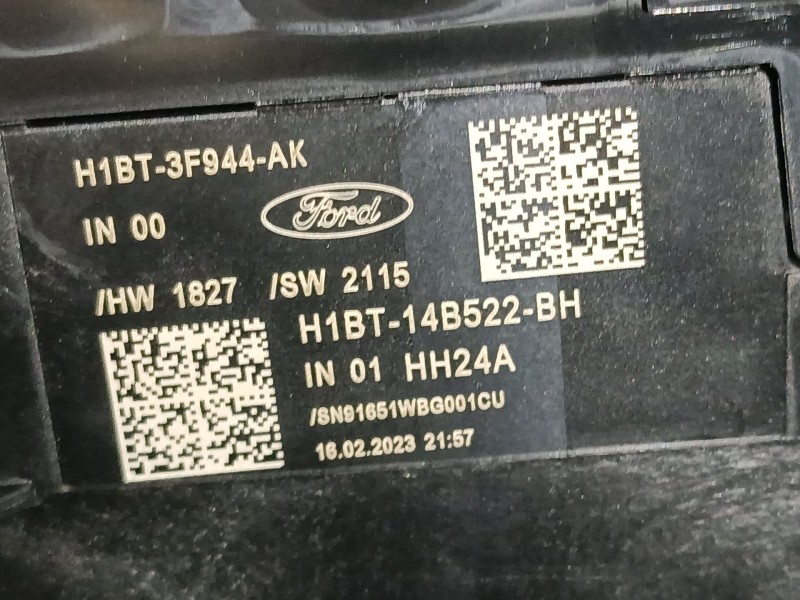 H1BT-3F944-AK
IN 00
Ford
/HW 1827 /SW 2115
H1BT-14B522-BH
IN 01 HH24A
/SN91651WBG001CU
16.02.2023 21:57